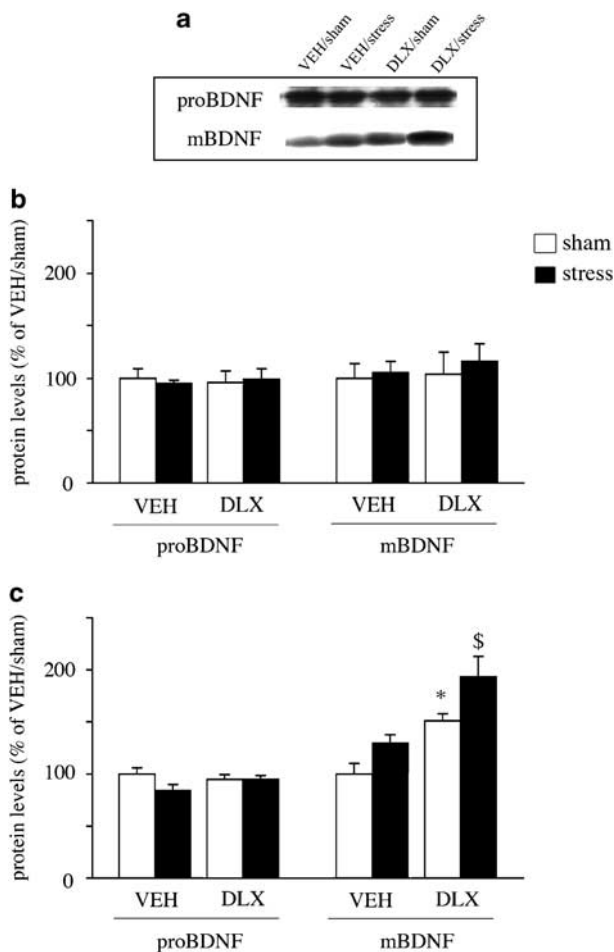 a
VEH/sham
VEH/stress
DLX/sham
DLX/stress
proBDNF
mBDNF
b
protein levels (% of VEH/sham)
200
100
0
sham
stress
VEH DLX VEH DLX
proBDNF mBDNF
c
protein levels (% of VEH/sham)
200
100
0
* $
VEH DLX VEH DLX
proBDNF mBDNF